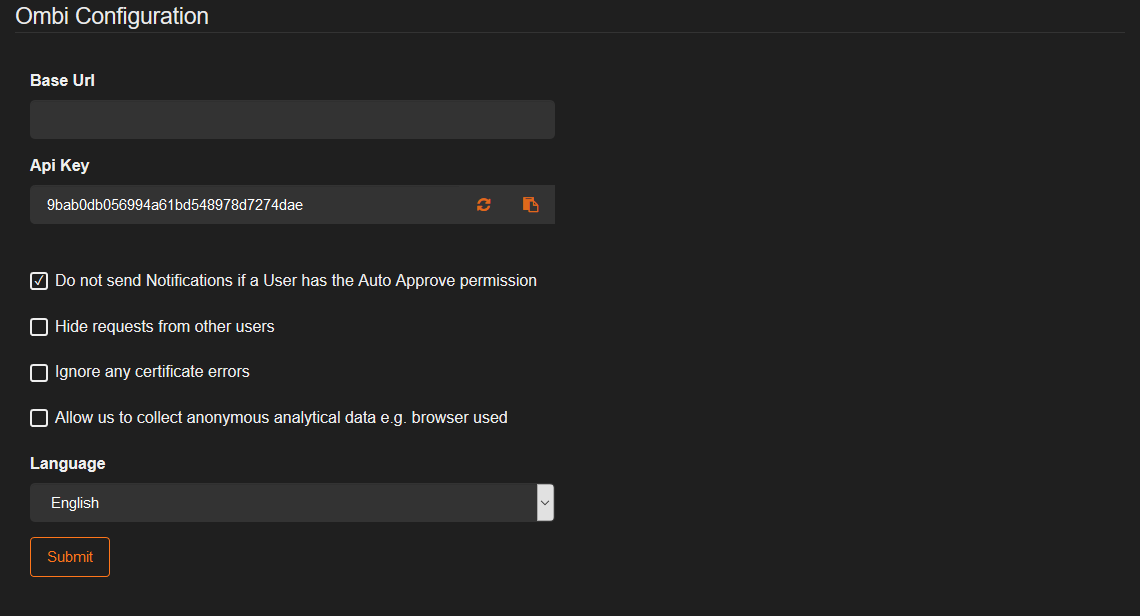 Ombi Configuration
Base Url
Api Key
9bab0db056994a61bd548978d7274dae
Do not send Notifications if a User has the Auto Approve permission
Hide requests from other users
Ignore any certificate errors
Allow us to collect anonymous analytical data e.g. browser used
Language
English
Submit